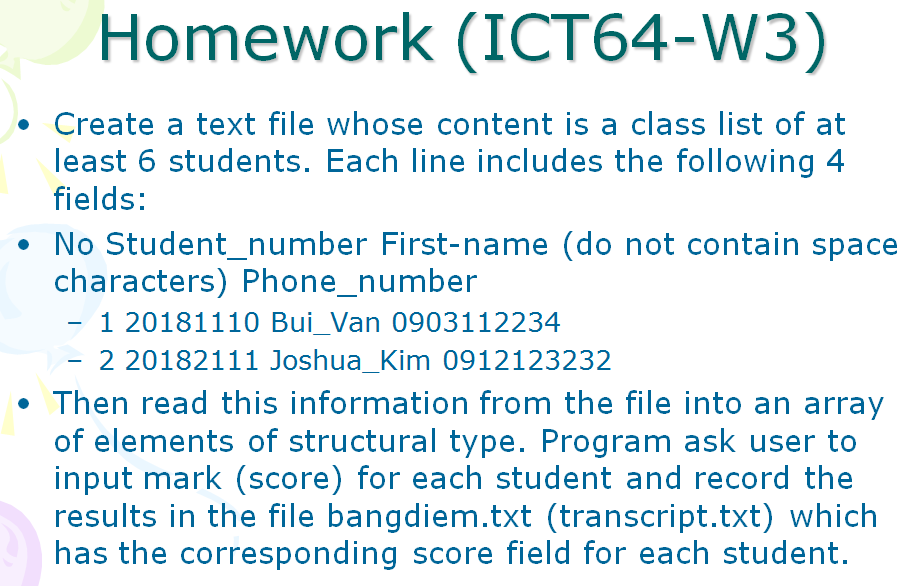 Homework (ICT64-W3)
• Create a text file whose content is a class list of at
least 6 students. Each line includes the following 4
fields:
• No Student_number First-name (do not contain space
characters) Phone_number
– 1 20181110 Bui_Van 0903112234
– 2 20182111 Joshua_Kim 0912123232
• Then read this information from the file into an array
of elements of structural type. Program ask user to
input mark (score) for each student and record the
results in the file bangdiem.txt (transcript.txt) which
has the corresponding score field for each student.